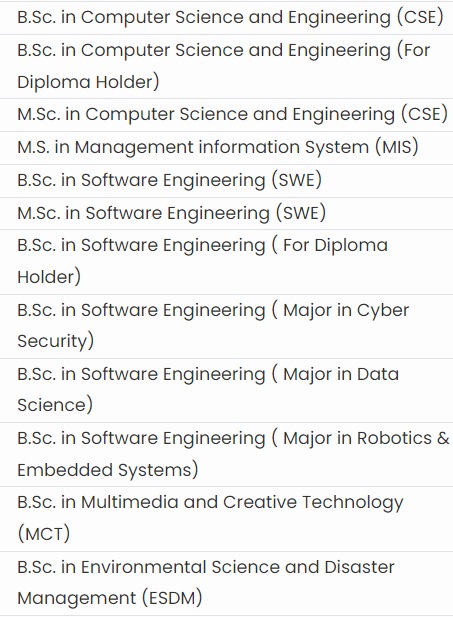 B.Sc. in Computer Science and Engineering (CSE)
B.Sc. in Computer Science and Engineering (For
Diploma Holder)
M.Sc. in Computer Science and Engineering (CSE)
M.S. in Management information System (MIS)
B.Sc. in Software Engineering (SWE)
M.Sc. in Software Engineering (SWE)
B.Sc. in Software Engineering ( For Diploma
Holder)
B.Sc. in Software Engineering ( Major in Cyber
Security)
B.Sc. in Software Engineering ( Major in Data
Science)
B.Sc. in Software Engineering ( Major in Robotics &
Embedded Systems)
B.Sc. in Multimedia and Creative Technology
(MCT)
B.Sc. in Environmental Science and Disaster
Management (ESDM)